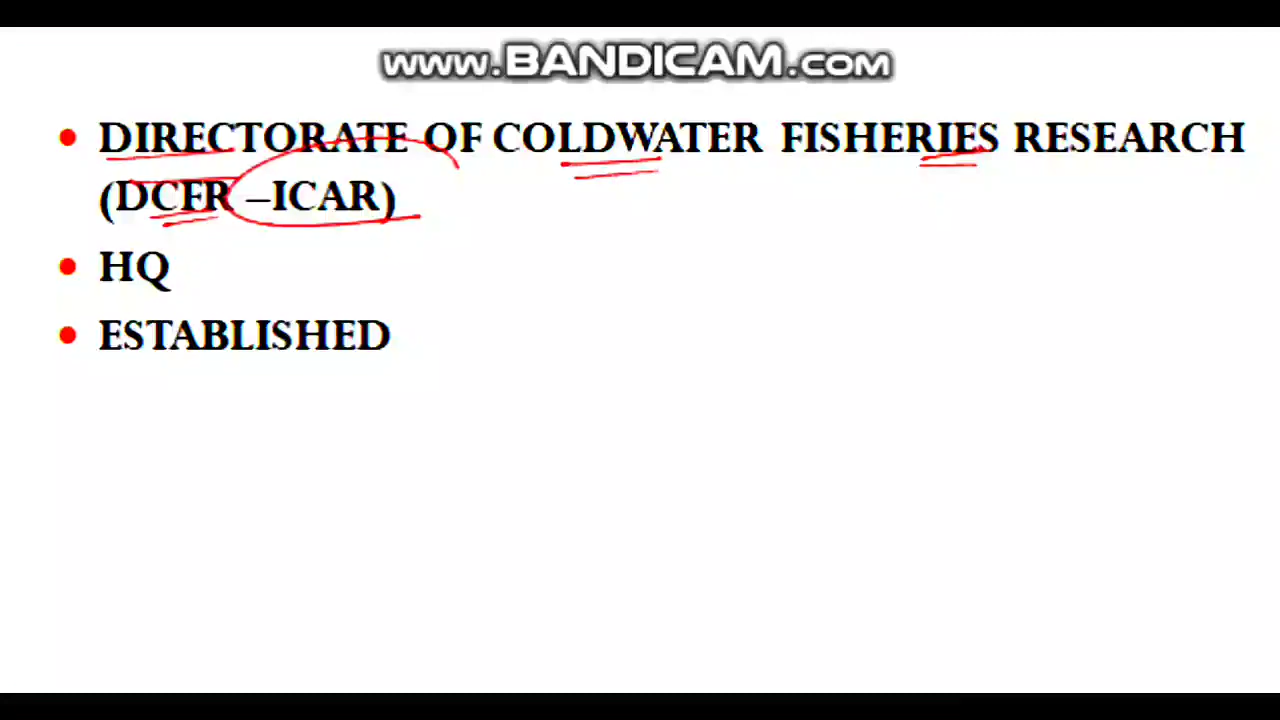 www.BANDICAM.com
• DIRECTORATE OF COLDWATER FISHERIES RESEARCH
(DCFR –ICAR)
• HQ
• ESTABLISHED